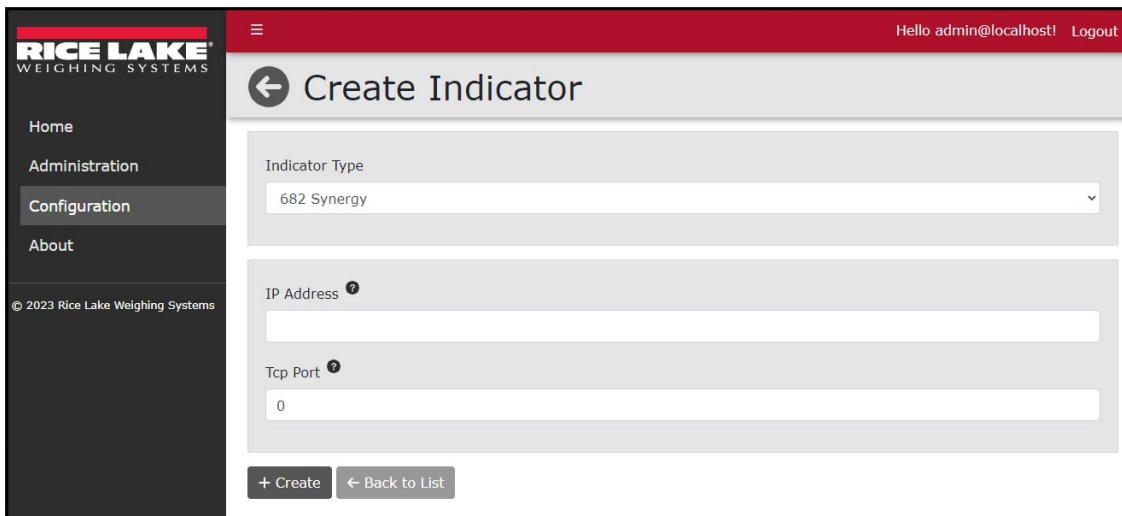 RICE LAKE®
WEIGHING SYSTEMS
Home
Administration
Configuration
About
© 2023 Rice Lake Weighing Systems
Hello admin@localhost! Logout
Create Indicator
Indicator Type
682 Synergy
IP Address ?
Tcp Port ?
0
+ Create ← Back to List